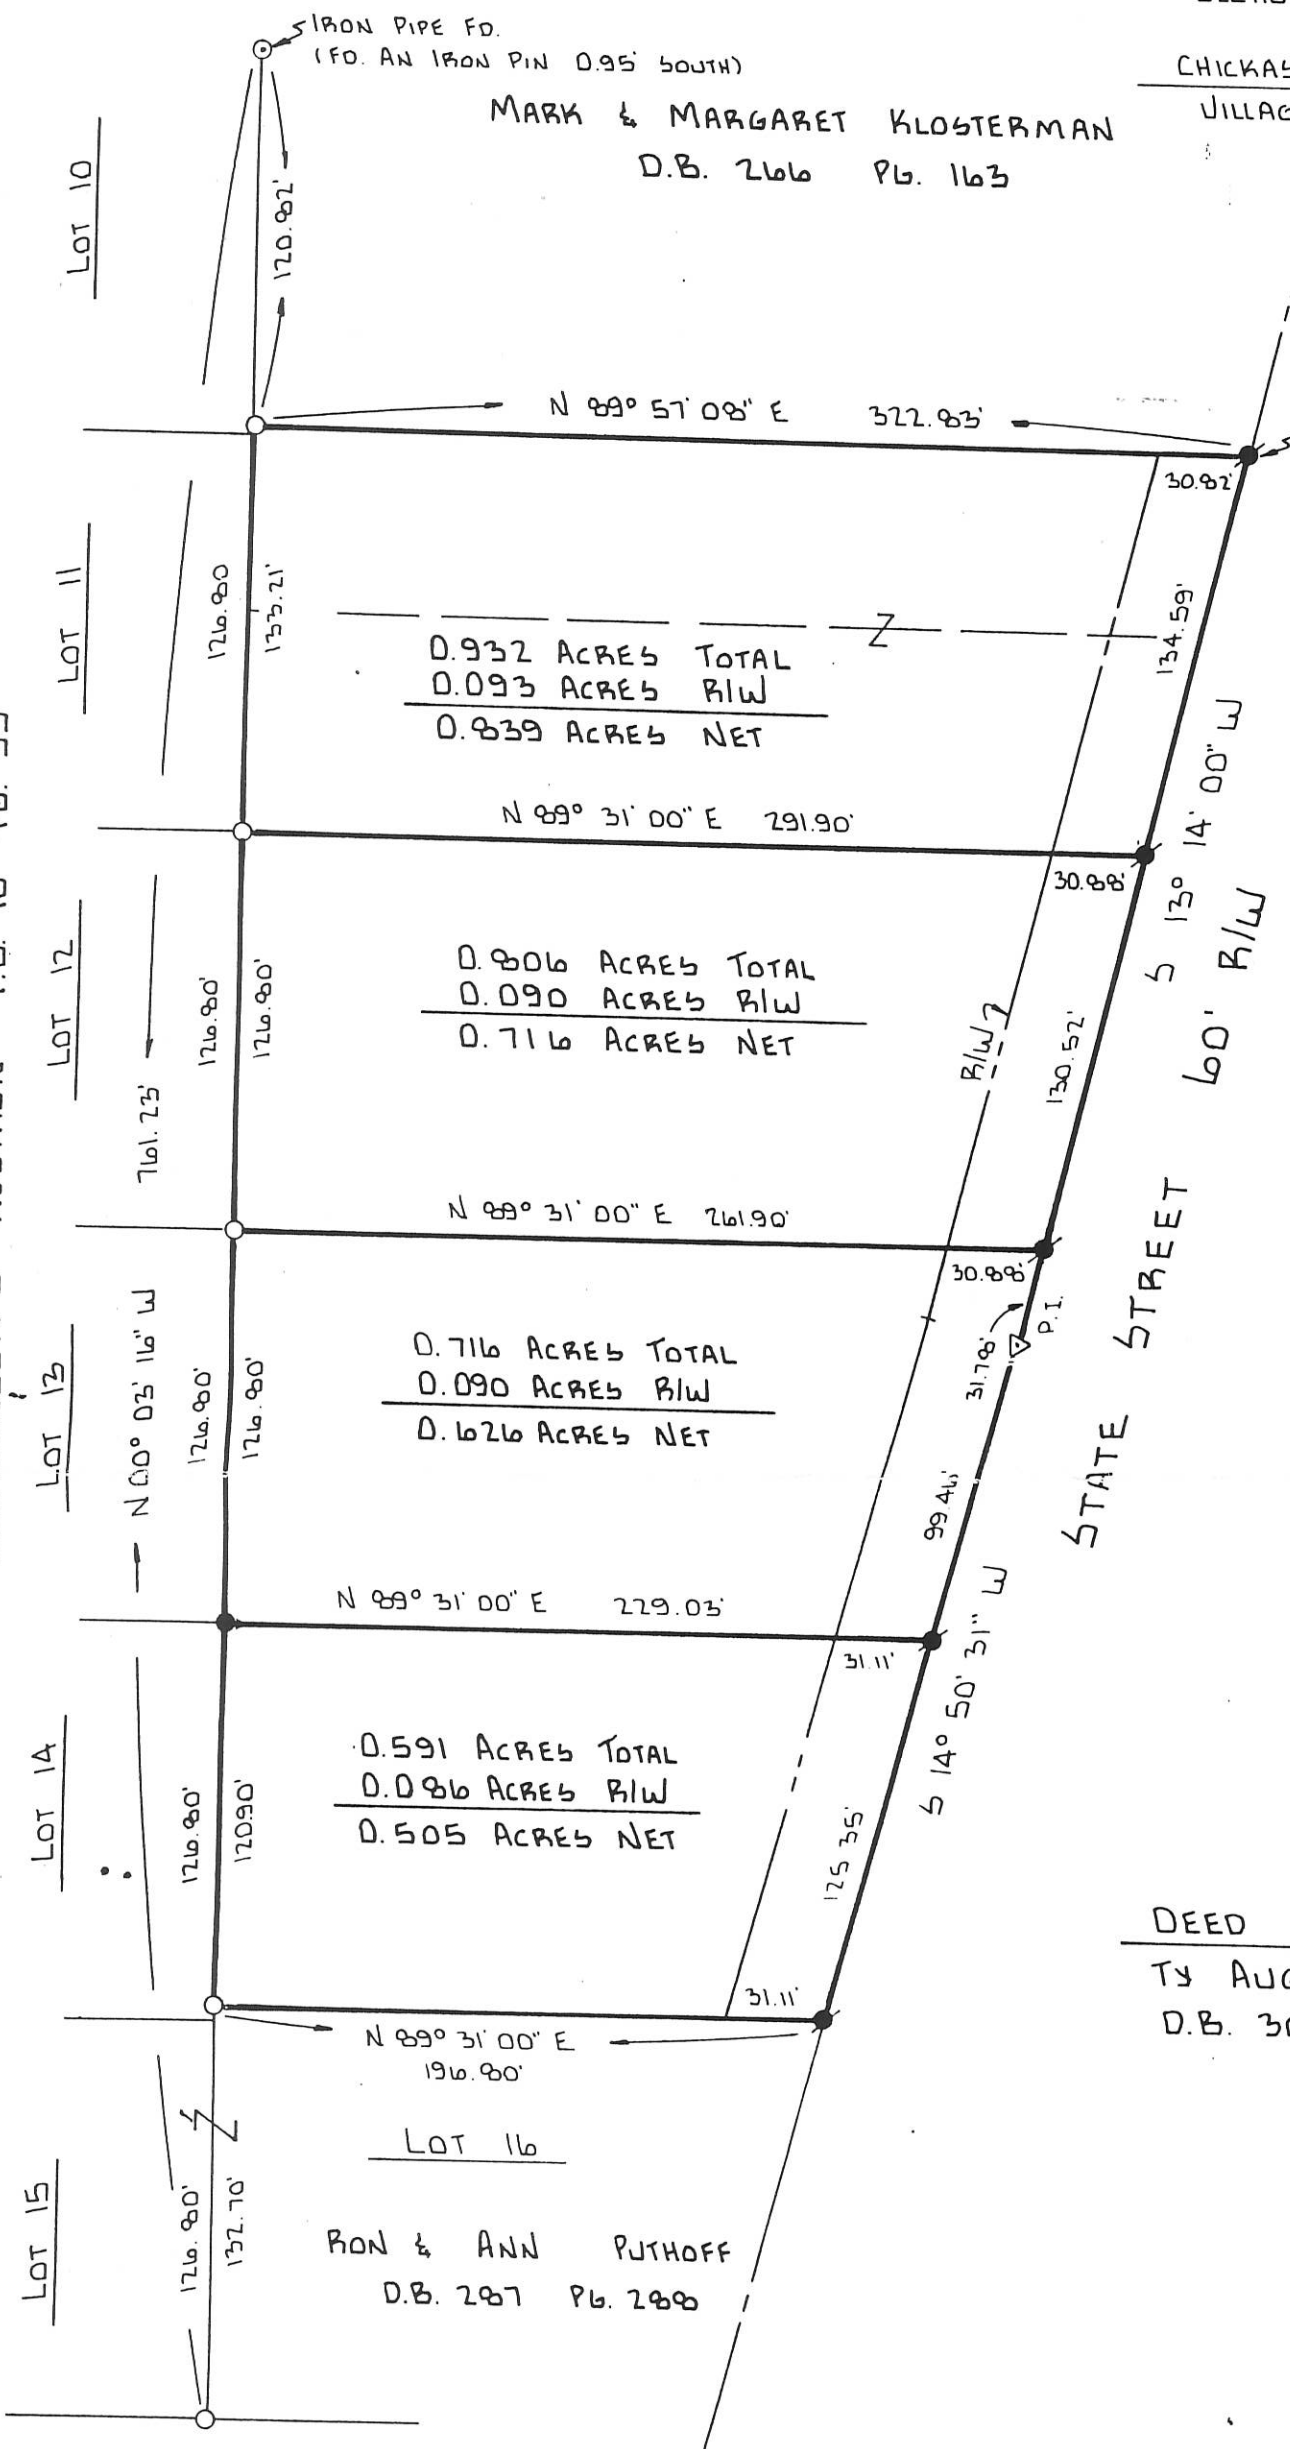 IRON PIPE FD.
(FD. AN IRON PIN 0.95' SOUTH)
CHICKAS
VILLAG
MARK & MARGARET KLOSTERMAN
D.B. 266 PG. 163
LOT 10
120.82'
N 89° 57' 08" E 322.83'
30.82'
LOT 11
126.80
133.21'
134.59'
0.932 ACRES TOTAL
0.093 ACRES R/W
0.839 ACRES NET
S 13° 14' 00" W
N 89° 31' 00" E 291.90'
30.88'
60' R/W
LOT 12
126.80'
126.80'
0.806 ACRES TOTAL
0.090 ACRES R/W
0.716 ACRES NET
R/W
130.52'
761.23'
N 89° 31' 00" E 261.90'
30.88'
STATE STREET
P.I.
31.78'
N 00° 03' 16" W
LOT 13
126.80'
126.80'
0.716 ACRES TOTAL
0.090 ACRES R/W
0.626 ACRES NET
99.46'
N 89° 31' 00" E 229.03'
31.11'
S 14° 50' 31" W
LOT 14
126.80'
120.90'
0.591 ACRES TOTAL
0.086 ACRES R/W
0.505 ACRES NET
125.35'
DEED
TY AUG
D.B. 30
31.11'
N 89° 31' 00" E
196.80'
LOT 16
LOT 15
126.80'
132.70'
RON & ANN PUTHOFF
D.B. 287 PG. 288